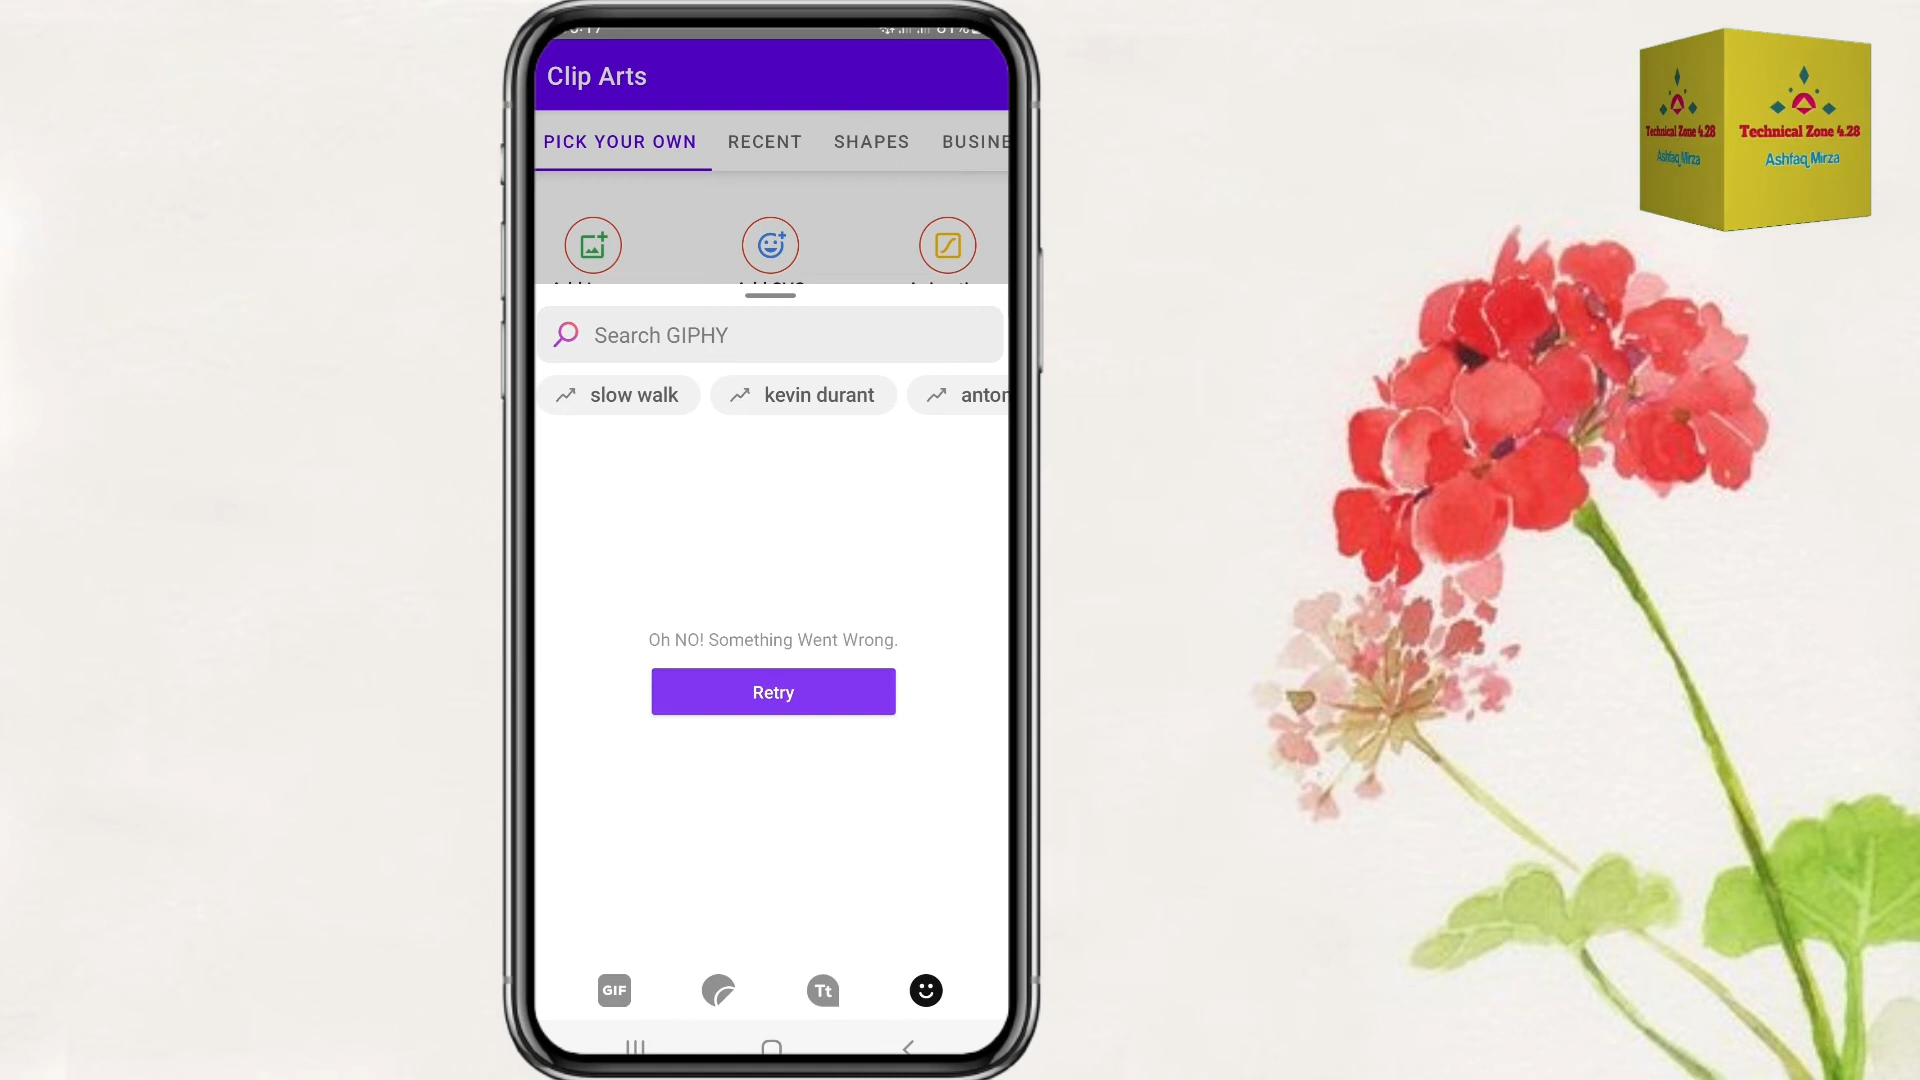 Clip Arts
PICK YOUR OWN RECENT SHAPES BUSINE
Search GIPHY
slow walk kevin durant anton
Oh NO! Something Went Wrong.
Retry
GIF Tt
Technical Zone 4.28
Ashfaq Mirza
Technical Zone 4.28
Ashfaq Mirza